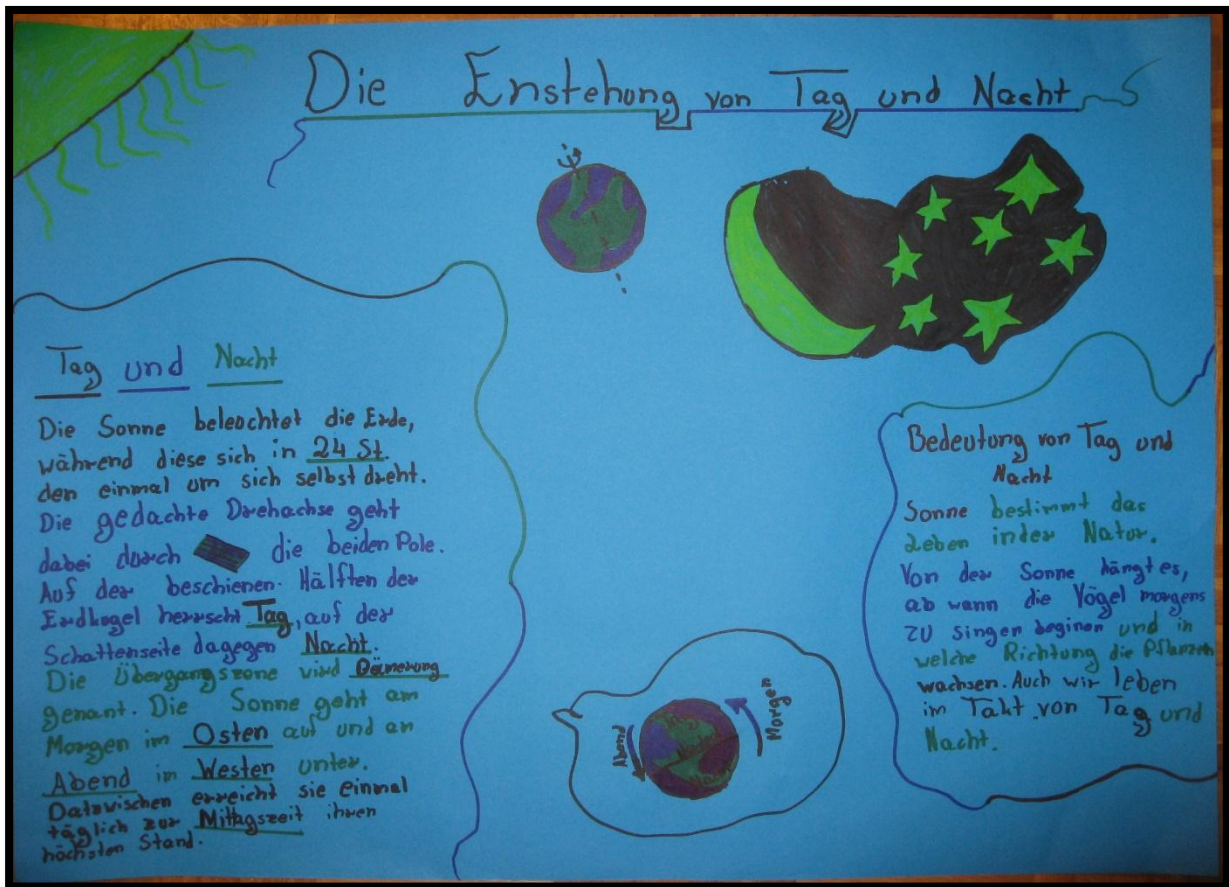 Die Enstehung von Tag und Nacht
Tag und Nacht
Die Sonne beleuchtet die Erde,
während diese sich in 24 St.
den einmal um sich selbst dreht.
Die gedachte Drehachse geht
dabei durch die beiden Pole.
Auf der beschienen Hälften der
Erdkugel herrscht Tag, auf der
Schattenseite dagegen Nacht.
Die Übergangszone wird Dämerung
genant. Die Sonne geht am
Morgen im Osten auf und an
Abend im Westen unter.
Datzwischen erreicht sie einmal
täglich zur Mittagszeit ihren
höchsten Stand.
Abend
Morgen
Bedeutung von Tag und
Nacht
Sonne bestimmt das
Leben inder Natur.
Von der Sonne hängt es,
ab wann die Vögel morgens
zu singen beginen und in
welche Richtung die Pflanzen
wachsen. Auch wir leben
im Takt von Tag und
Nacht.